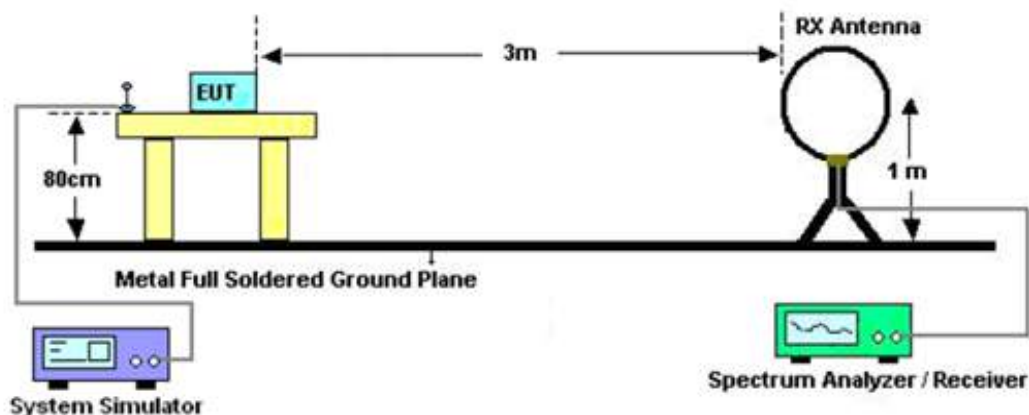 RX Antenna
3m
EUT
80cm
1 m
Metal Full Soldered Ground Plane
System Simulator
Spectrum Analyzer / Receiver